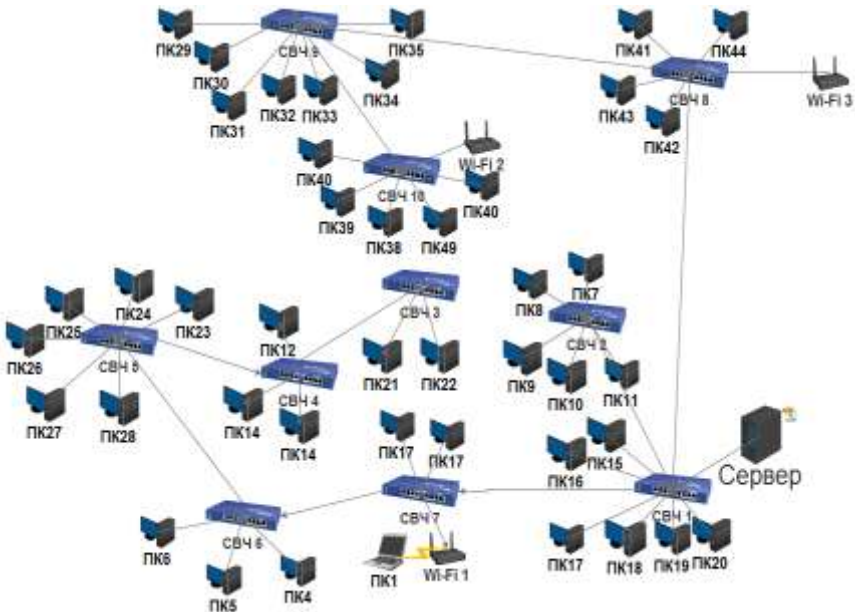 ПК29
СВЧ 9
ПК35
ПК41
ПК44
ПК30
ПК34
СВЧ 8
Wi-Fi 3
ПК31
ПК32
ПК33
ПК43
ПК42
ПК40
Wi-Fi 2
СВЧ 10
ПК40
ПК39
ПК38
ПК49
ПК24
ПК7
ПК25
ПК23
СВЧ 3
ПК8
ПК26
СВЧ 5
ПК12
СВЧ 2
ПК21
ПК22
ПК9
ПК10
ПК11
СВЧ 4
ПК27
ПК28
ПК14
ПК14
ПК17
ПК17
ПК15
ПК16
Сервер
СВЧ 7
СВЧ 1
СВЧ 6
ПК6
ПК5
ПК4
ПК1
Wi-Fi 1
ПК17
ПК18
ПК19
ПК20